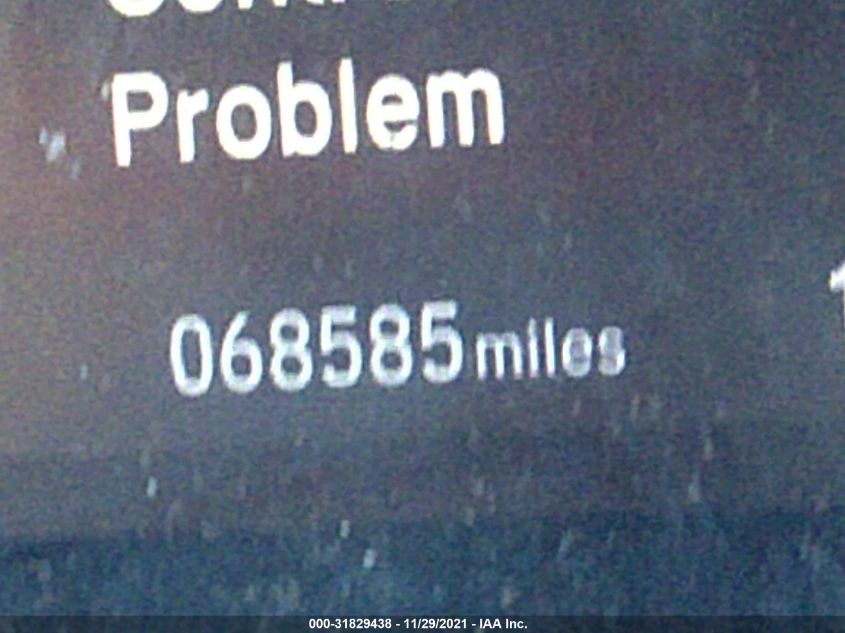 Problem
068585 miles
000-31829438 - 11/29/2021 - IAA Inc.